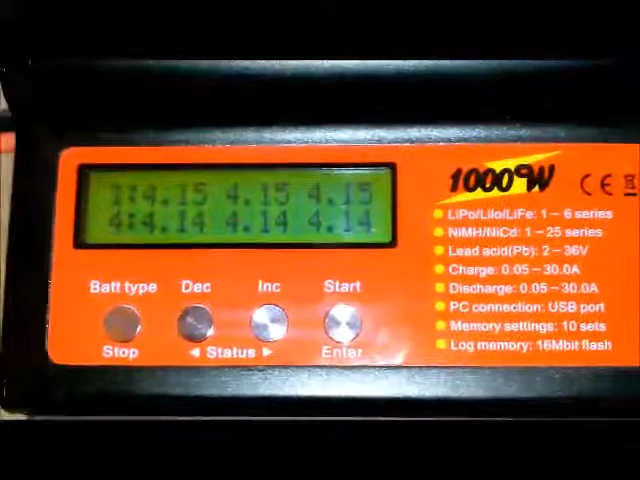 1:4.15 4.15 4.15
4:4.14 4.14 4.14
Batt type Dec Inc Start
Stop ◄ Status ► Enter
1000W CE
LiPo/LiIo/LiFe: 1–6 series
NiMH/NiCd: 1–25 series
Lead acid(Pb): 2–36V
Charge: 0.05–30.0A
Discharge: 0.05–30.0A
PC connection: USB port
Memory settings: 10 sets
Log memory: 16Mbit flash